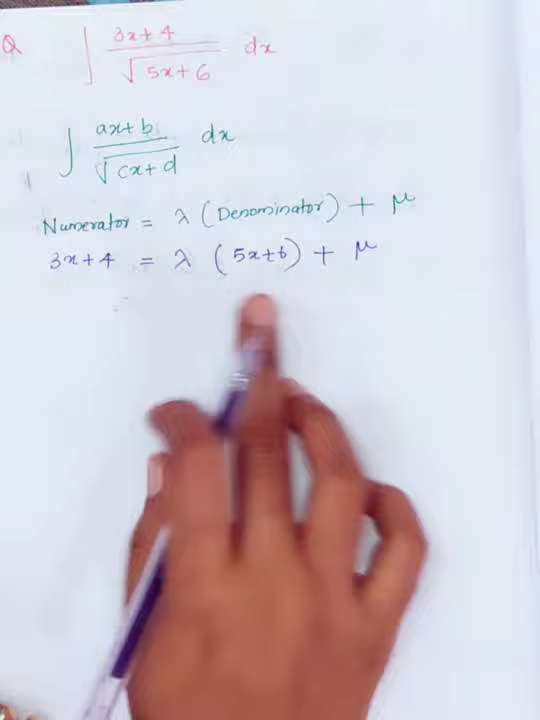 Q ∫ 3x+4 / √5x+6 dx
∫ ax+b / √cx+d dx
Numerator = λ (Denominator) + μ
3x+4 = λ (5x+6) + μ